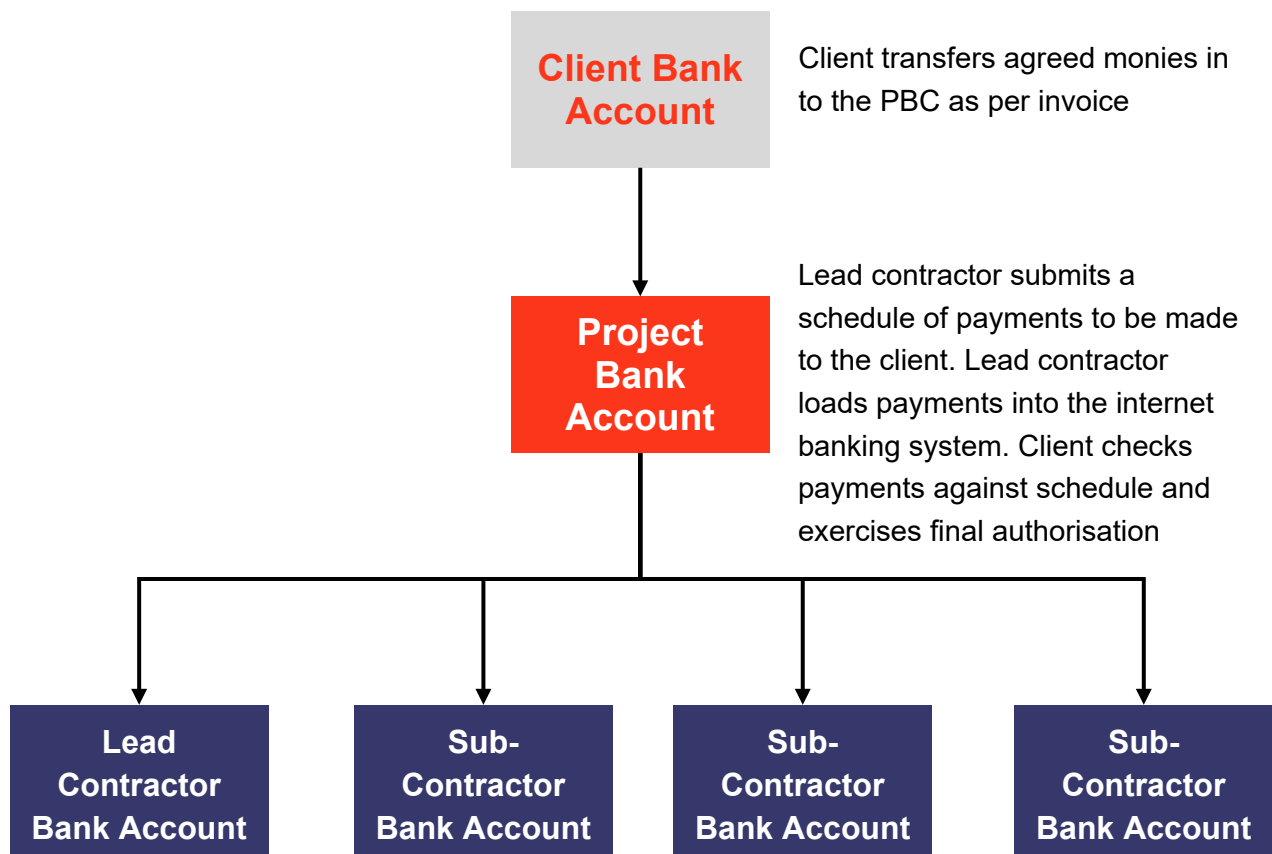 Client Bank
Account
Client transfers agreed monies in
to the PBC as per invoice
Project
Bank
Account
Lead contractor submits a
schedule of payments to be made
to the client. Lead contractor
loads payments into the internet
banking system. Client checks
payments against schedule and
exercises final authorisation
Lead
Contractor
Bank Account
Sub-
Contractor
Bank Account
Sub-
Contractor
Bank Account
Sub-
Contractor
Bank Account